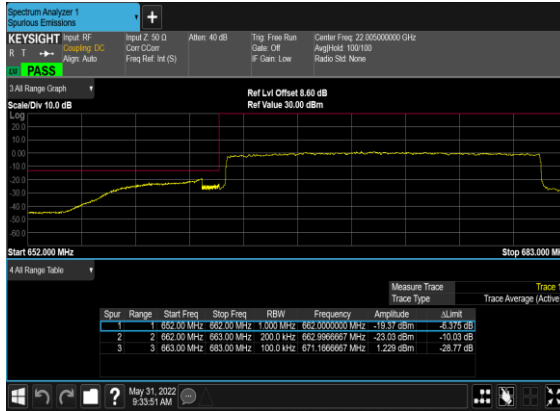 Spectrum Analyzer 1
Spurious Emissions
+
KEYSIGHT Input: RF Input Z: 50 Ω Atten: 40 dB Trig: Free Run Center Freq: 22.005000000 GHz
R T Coupling: DC Corr CCorr Gate: Off Avg|Hold: 100/100
Align: Auto Freq Ref: Int (S) IF Gain: Low Radio Std: None
PASS
3 All Range Graph
Ref Lvl Offset 8.60 dB
Scale/Div 10.0 dB Ref Value 30.00 dBm
Log
20.0
10.0
0.00
-10.0
-20.0
-30.0
-40.0
-50.0
-60.0
Start 652.000 MHz Stop 683.000 MH
4 All Range Table
Measure Trace Trace 1
Trace Type Trace Average (Active
Spur Range Start Freq Stop Freq RBW Frequency Amplitude ΔLimit
1 1 652.00 MHz 662.00 MHz 1.000 MHz 662.0000000 MHz -19.37 dBm -6.375 dB
2 2 662.00 MHz 663.00 MHz 200.0 kHz 662.9966667 MHz -23.03 dBm -10.03 dB
3 3 663.00 MHz 683.00 MHz 100.0 kHz 671.1666667 MHz 1.229 dBm -28.77 dB
? May 31, 2022
9:33:51 AM